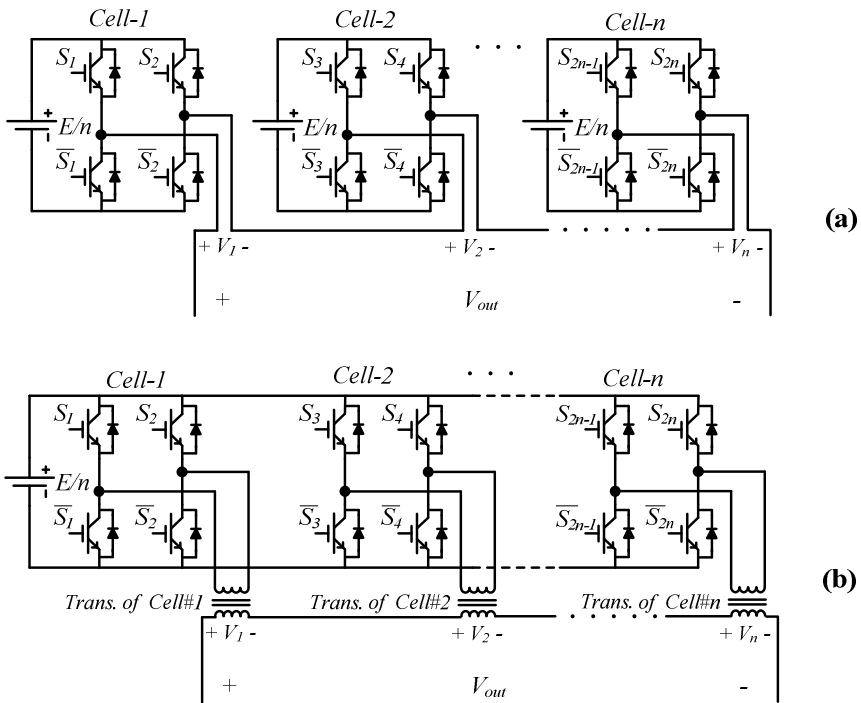 Cell-1 Cell-2 . . . Cell-n
S1 S2 S3 S4 S2n-1 S2n
+ E/n - + E/n - + E/n -
S̅1 S̅2 S̅3 S̅4 S̅2n-1 S̅2n
(a)
+ V1 - + V2 - . . . . . . + Vn -
+ Vout -
Cell-1 Cell-2 . . . Cell-n
S1 S2 S3 S4 S2n-1 S2n
+ E/n -
S̅1 S̅2 S̅3 S̅4 S̅2n-1 S̅2n
(b)
Trans. of Cell#1 Trans. of Cell#2 Trans. of Cell#n
+ V1 - + V2 - . . . . . . + Vn -
+ Vout -